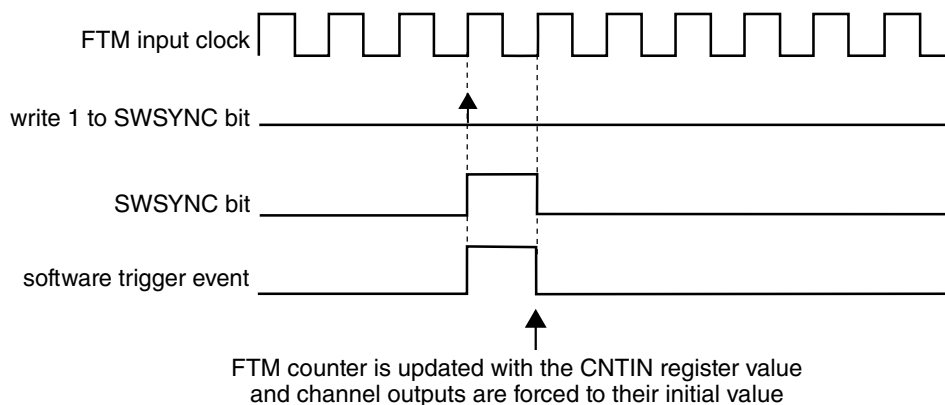 FTM input clock
write 1 to SWSYNC bit
SWSYNC bit
software trigger event
FTM counter is updated with the CNTIN register value
and channel outputs are forced to their initial value